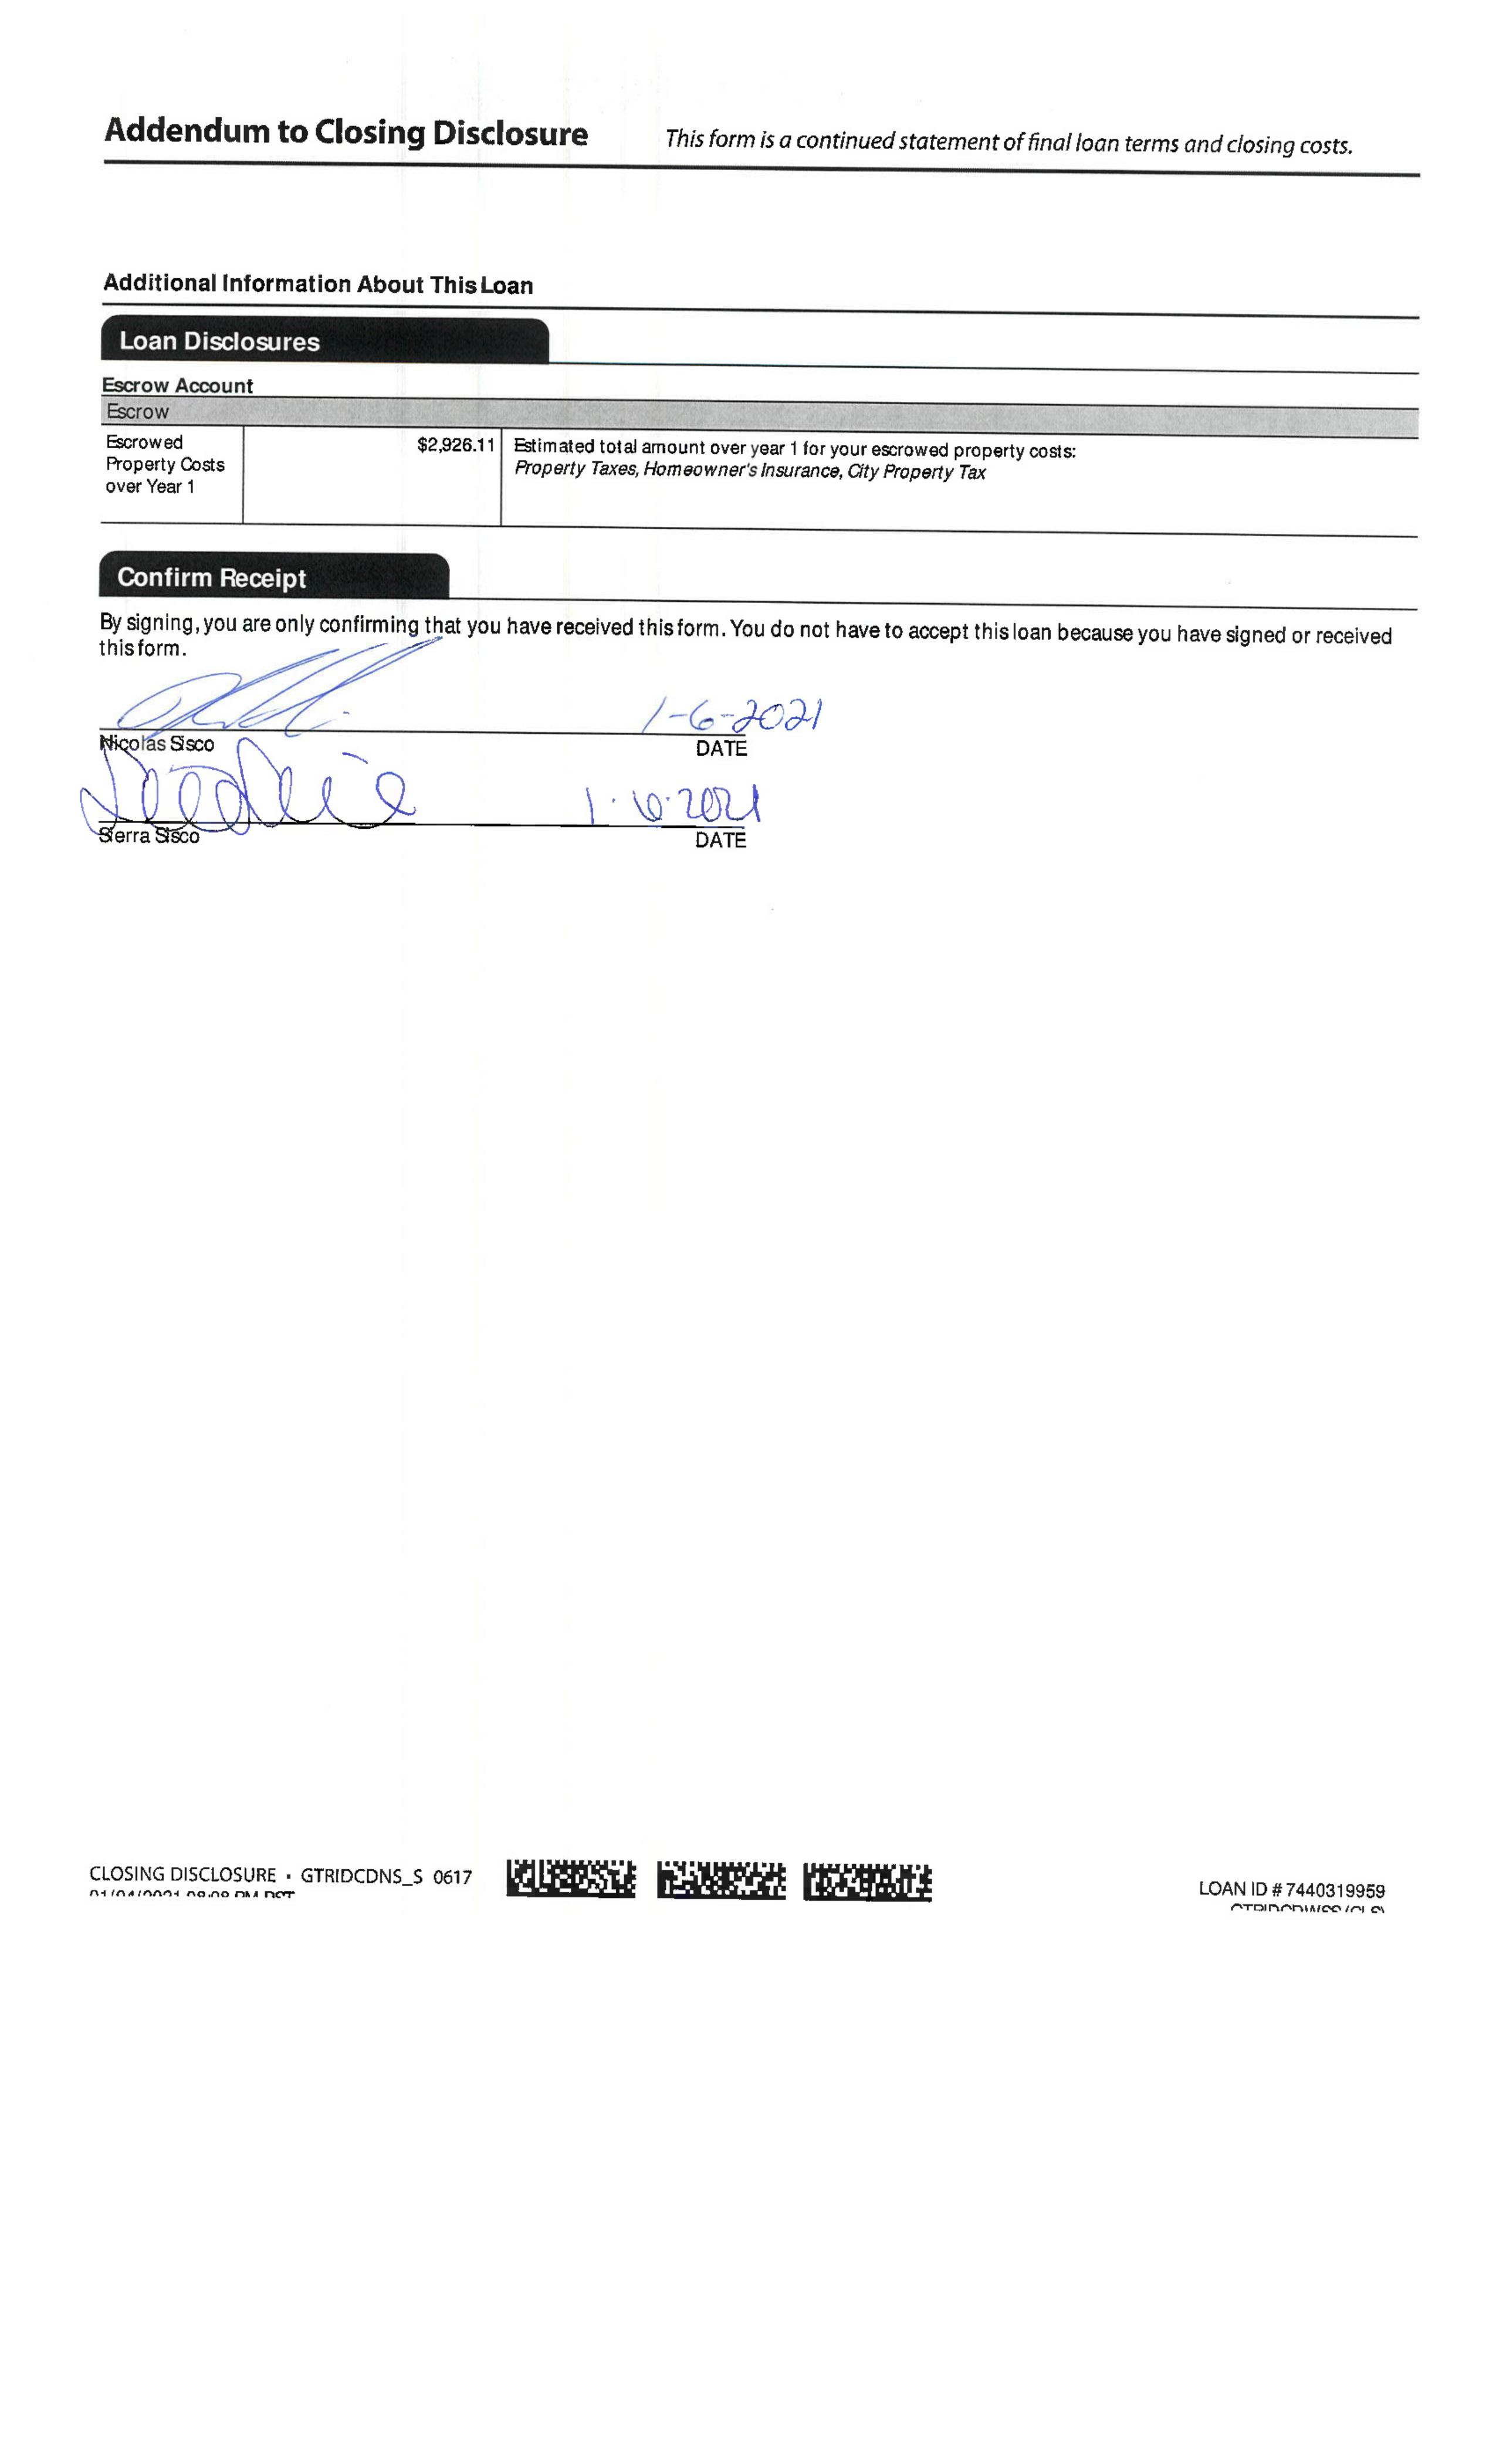 Addendum to Closing Disclosure This form is a continued statement of final loan terms and closing costs.
Additional Information About This Loan
Loan Disclosures
Escrow Account
Escrow
Escrowed
Property Costs
over Year 1
$2,926.11
Estimated total amount over year 1 for your escrowed property costs:
Property Taxes, Homeowner's Insurance, City Property Tax
Confirm Receipt
By signing, you are only confirming that you have received this form. You do not have to accept this loan because you have signed or received
this form.
1-6-2021
Nicolas Sisco DATE
1.6.2021
Sierra Sisco DATE
CLOSING DISCLOSURE • GTRIDCDNS_S 0617
LOAN ID # 7440319959